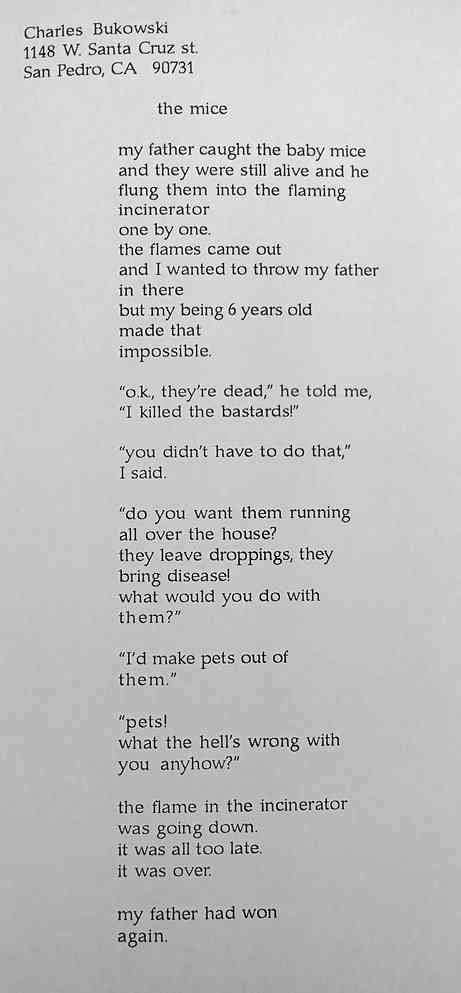 Charles Bukowski
1148 W. Santa Cruz st.
San Pedro, CA 90731
the mice
my father caught the baby mice
and they were still alive and he
flung them into the flaming
incinerator
one by one.
the flames came out
and I wanted to throw my father
in there
but my being 6 years old
made that
impossible.
“o.k., they’re dead,” he told me,
“I killed the bastards!”
“you didn’t have to do that,”
I said.
“do you want them running
all over the house?
they leave droppings, they
bring disease!
what would you do with
them?”
“I’d make pets out of
them.”
“pets!
what the hell’s wrong with
you anyhow?”
the flame in the incinerator
was going down.
it was all too late.
it was over.
my father had won
again.